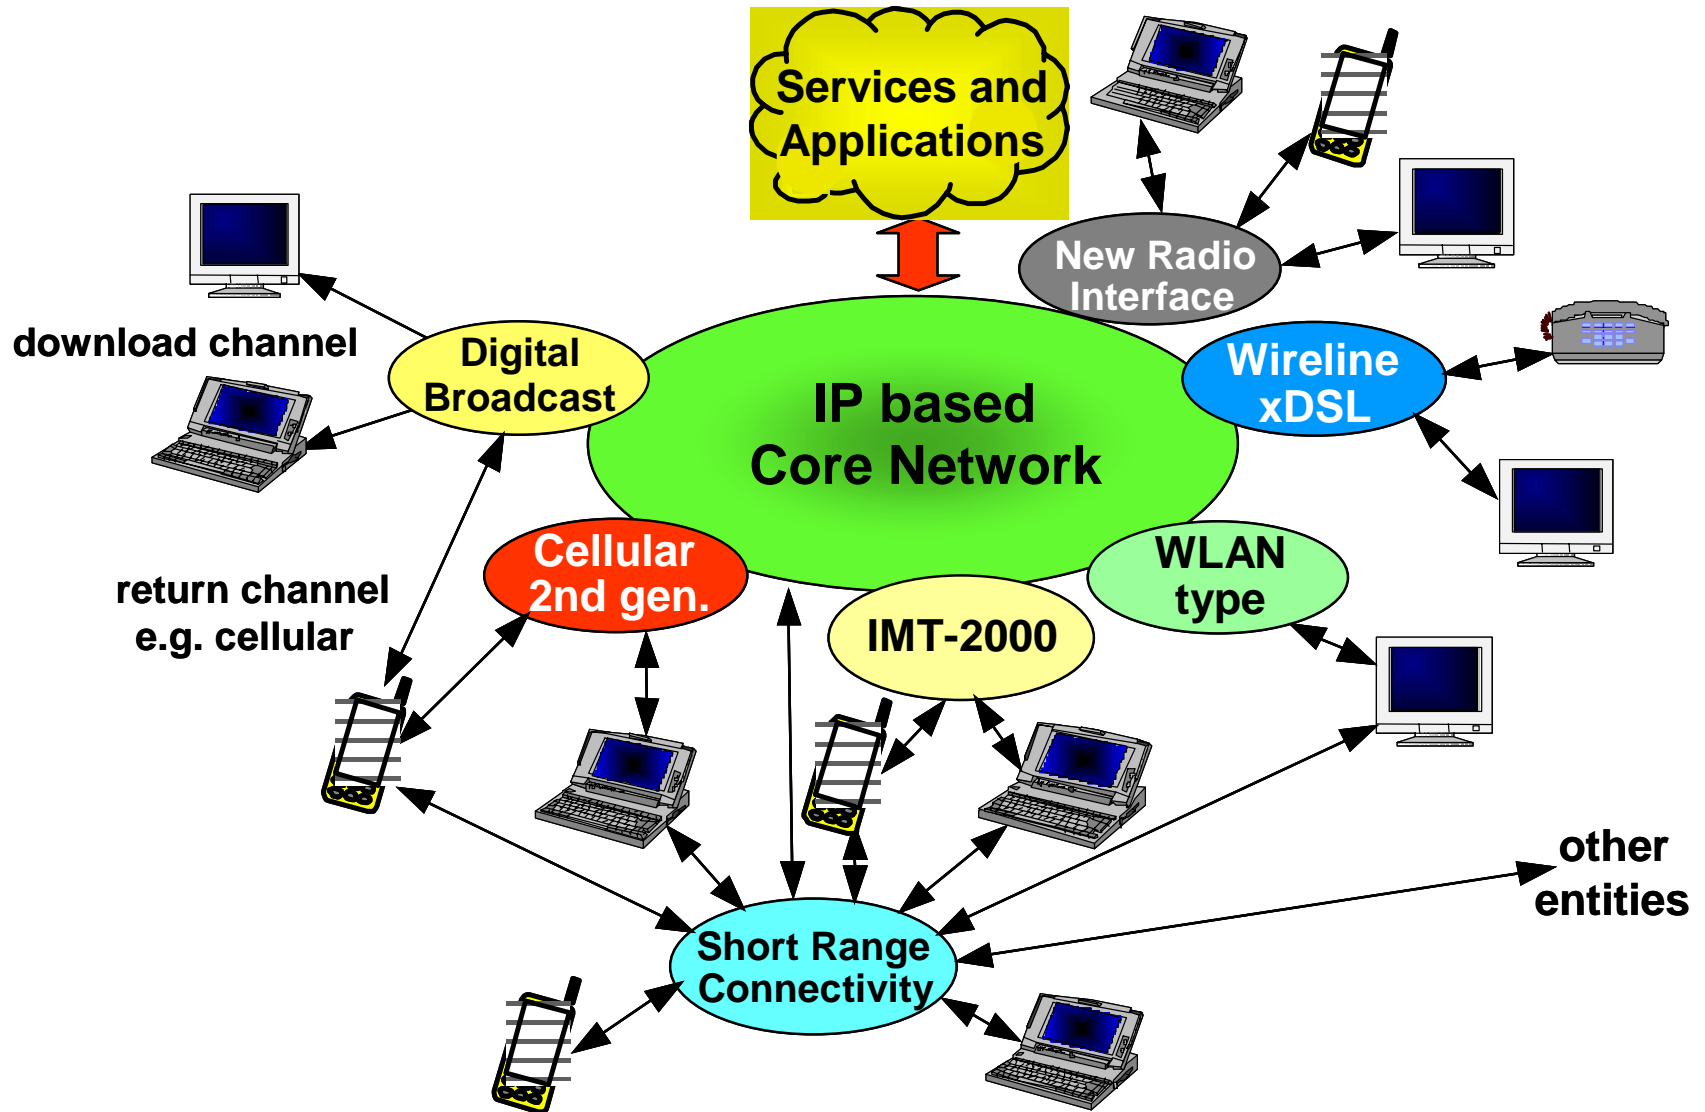 Services and
Applications
New Radio
Interface
download channel
Digital
Broadcast
IP based
Core Network
Wireline
xDSL
Cellular
2nd gen.
WLAN
type
return channel
e.g. cellular
IMT-2000
other
entities
Short Range
Connectivity